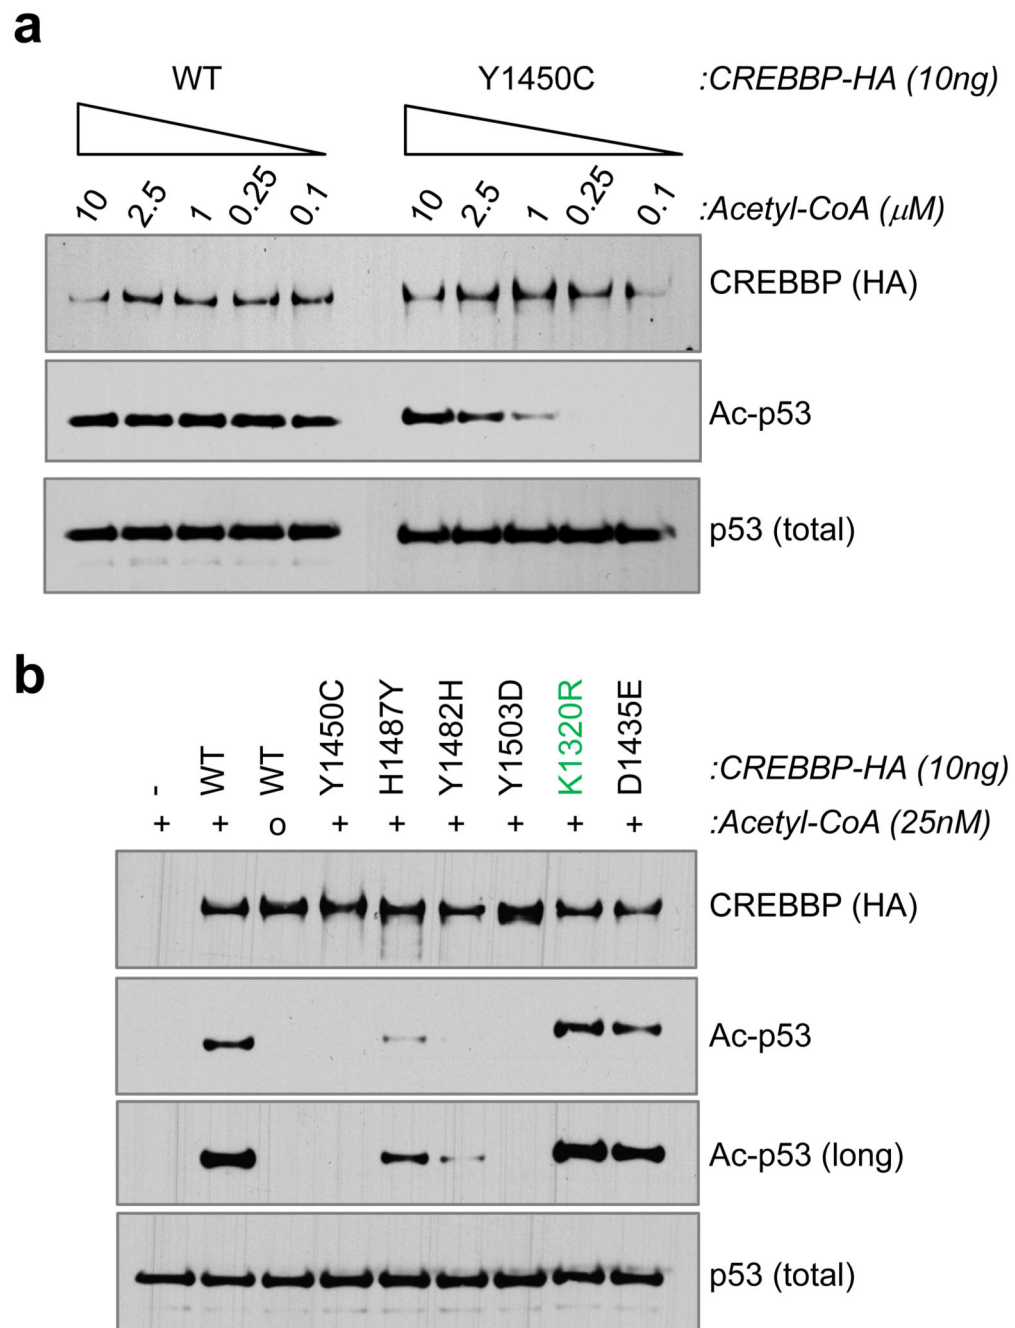 a
WT Y1450C :CREBBP-HA (10ng)
10 2.5 1 0.25 0.1 10 2.5 1 0.25 0.1 :Acetyl-CoA (μM)
CREBBP (HA)
Ac-p53
p53 (total)
b
- WT WT Y1450C H1487Y Y1482H Y1503D K1320R D1435E :CREBBP-HA (10ng)
+ + o + + + + + + :Acetyl-CoA (25nM)
CREBBP (HA)
Ac-p53
Ac-p53 (long)
p53 (total)